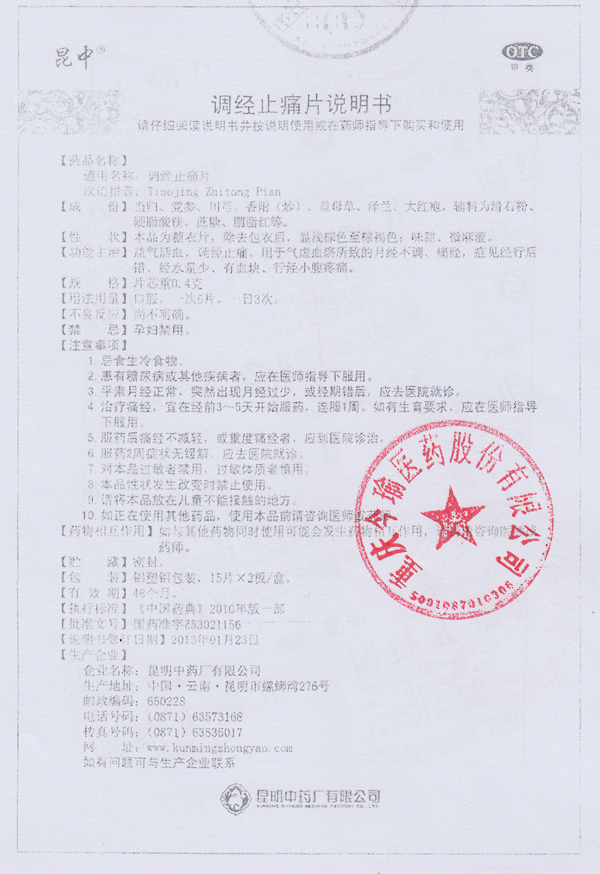 昆中®
OTC
甲类
调经止痛片说明书
请仔细阅读说明书并按说明使用或在药师指导下购买和使用
【药品名称】
通用名称：调经止痛片
汉语拼音：Tiaojing Zhitong Pian
【成 份】当归、党参、川芎、香附（炒）、益母草、泽兰、大红袍，辅料为滑石粉、
硬脂酸镁、蔗糖、胭脂红等。
【性 状】本品为糖衣片，除去包衣后，显浅棕色至棕褐色；味甜、微麻涩。
【功能主治】益气活血，调经止痛。用于气虚血瘀所致的月经不调、痛经，症见经行后
错、经水量少、有血块、行经小腹疼痛。
【规 格】片芯重0.4克
【用法用量】口服。一次6片，一日3次。
【不良反应】尚不明确。
【禁 忌】孕妇禁用。
【注意事项】
1. 忌食生冷食物。
2. 患有糖尿病或其他疾病者，应在医师指导下服用。
3. 平素月经正常，突然出现月经过少，或经期错后，应去医院就诊。
4 治疗痛经，宜在经前3～5天开始服药，连服1周。如有生育要求，应在医师指导
下服用。
5. 服药后痛经不减轻，或重度痛经者，应到医院诊治。
6. 服药2周症状无缓解，应去医院就诊。
7. 对本品过敏者禁用，过敏体质者慎用。
8. 本品性状发生改变时禁止使用。
9. 请将本品放在儿童不能接触的地方。
10. 如正在使用其他药品，使用本品前请咨询医师或药师。
【药物相互作用】如与其他药物同时使用可能会发生药物相互作用，详情请咨询医师或
药师。
【贮 藏】密封。
【包 装】铝塑铝包装，15片×2板/盒。
【有 效 期】48个月。
【执行标准】《中国药典》2010年版一部
【批准文号】国药准字Z53021156
【说明书修订日期】2013年01月23日
【生产企业】
企业名称：昆明中药厂有限公司
生产地址：中国·云南·昆明市螺蛳湾276号
邮政编码：650228
电话号码：(0871) 63573168
传真号码：(0871) 63535017
网 址：www.kunmingzhongyao.com
如有问题可与生产企业联系
昆明中药厂有限公司
KUNMING CHINESE MEDICINE FACTORY CO.,LTD.
重庆今瑜医药股份有限公司
5001087010306